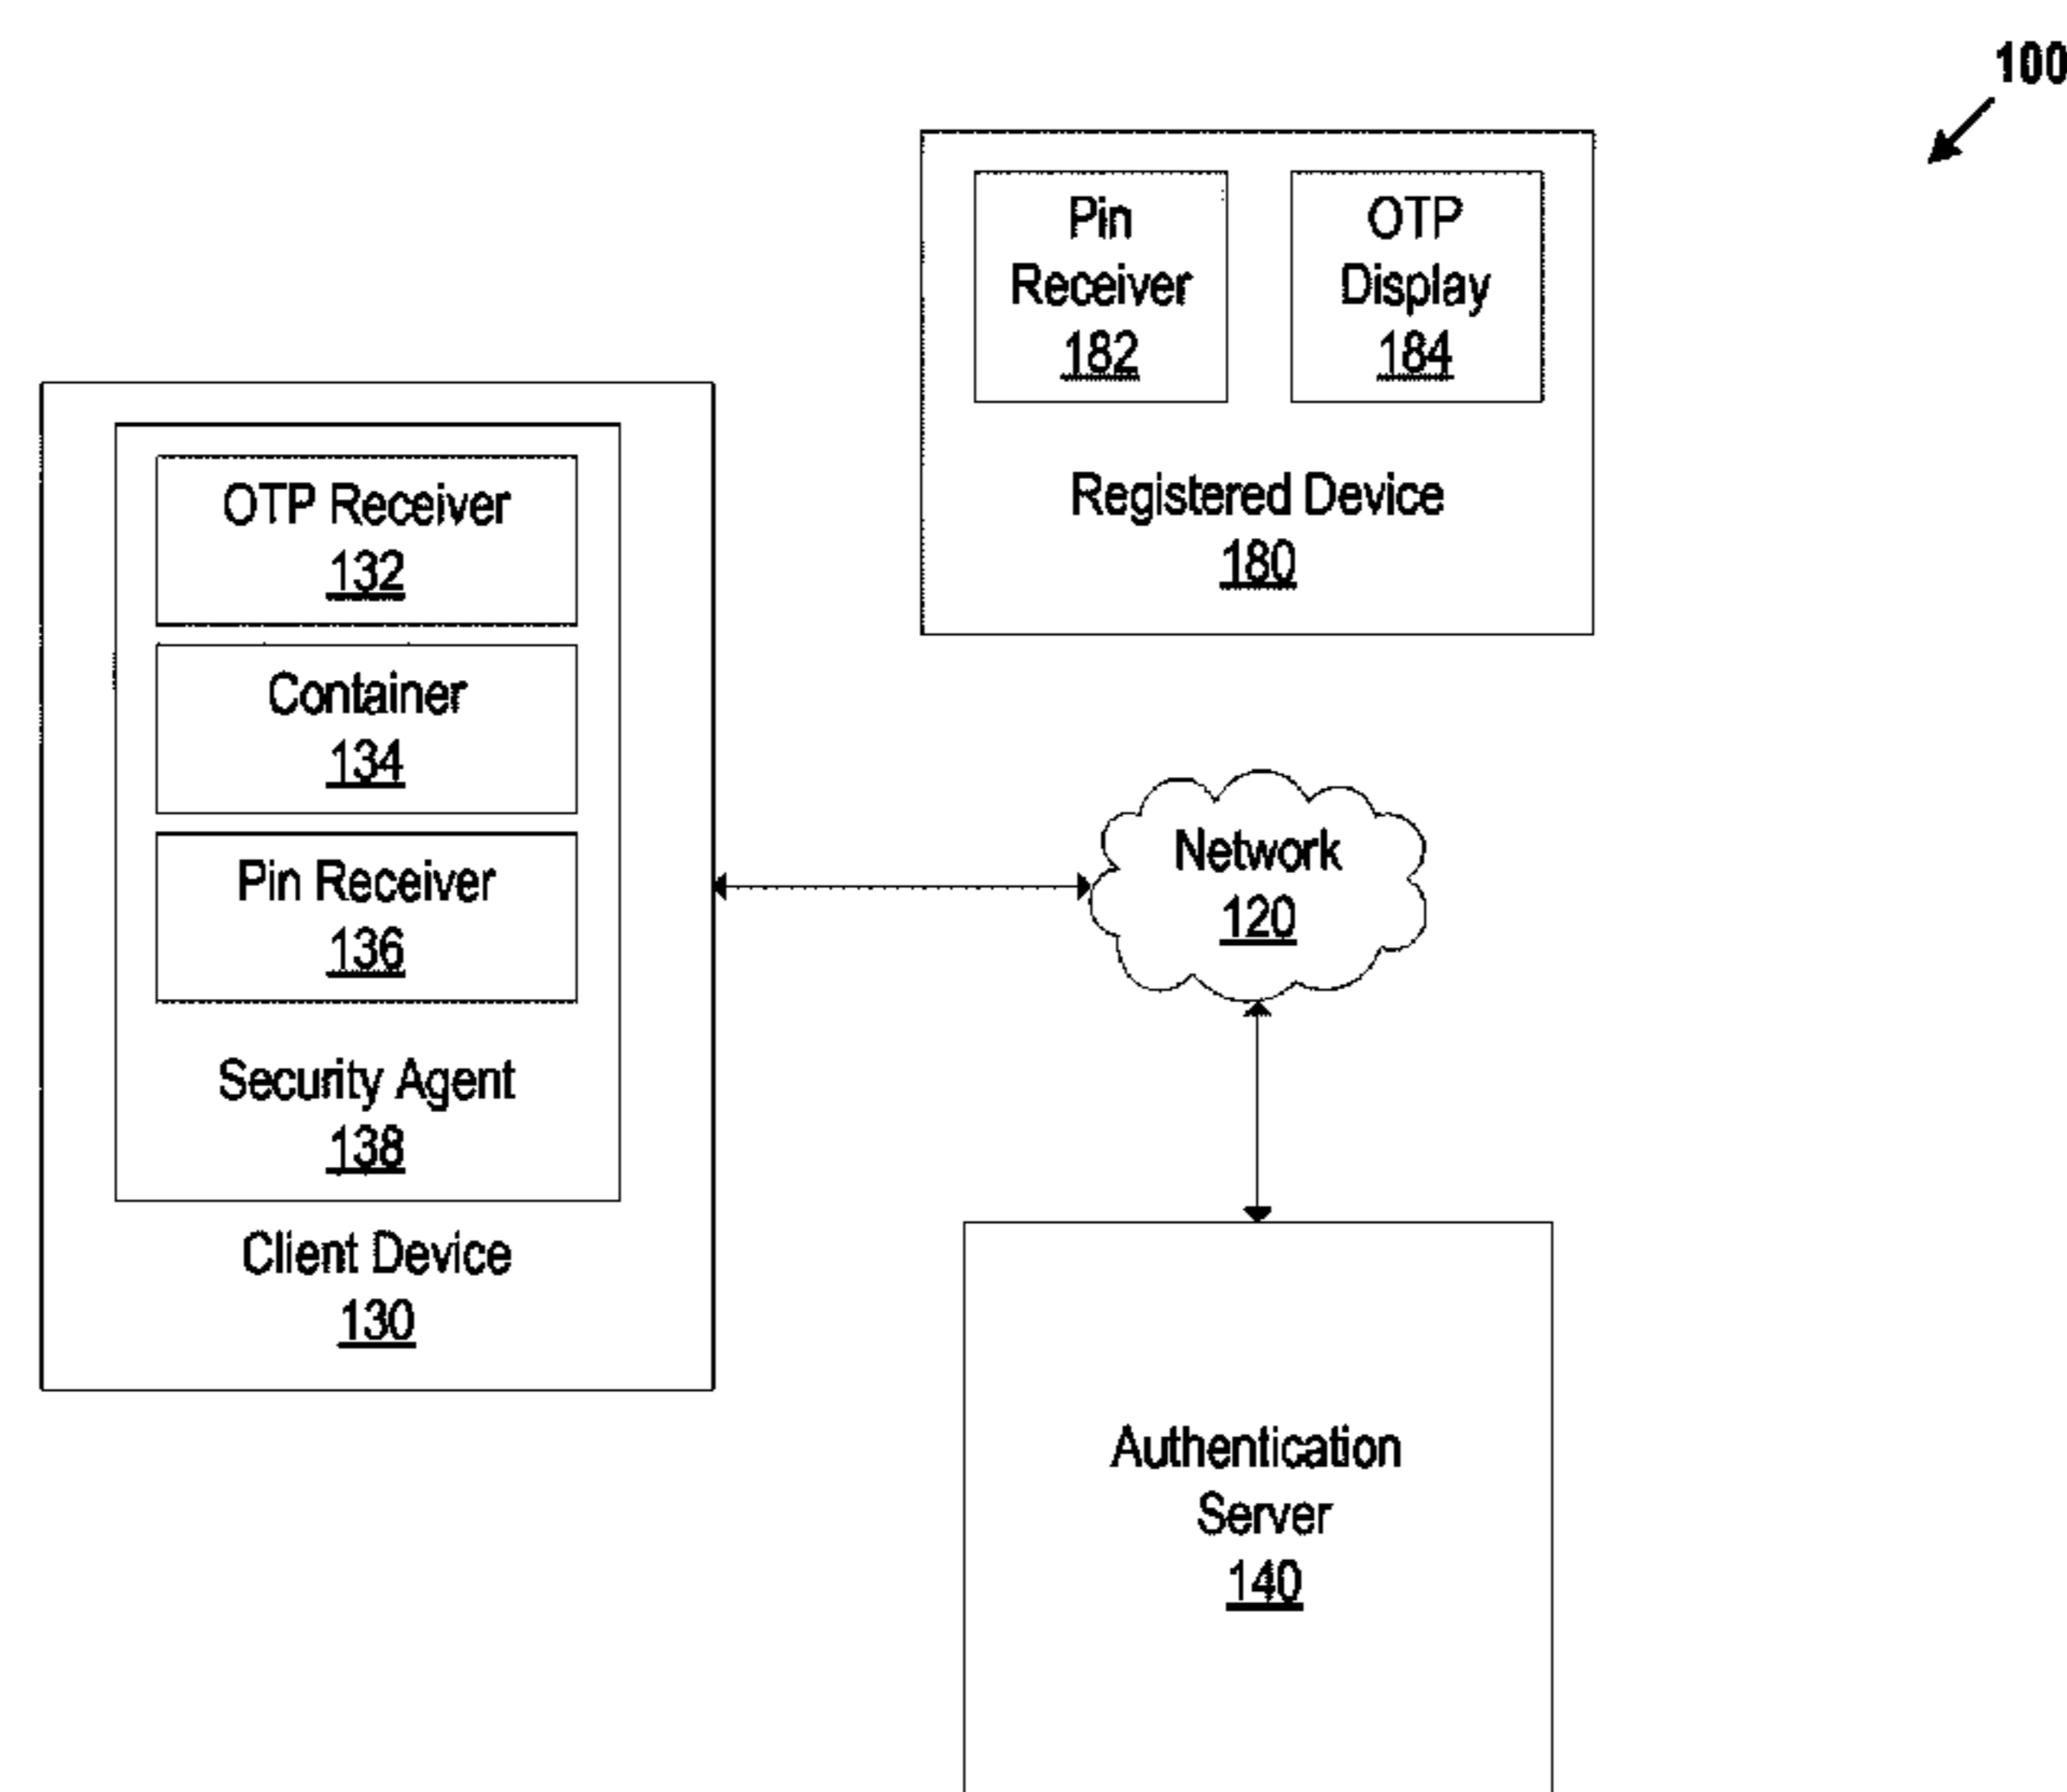 100
Pin
Receiver
182
OTP
Display
184
Registered Device
180
OTP Receiver
132
Container
134
Pin Receiver
136
Security Agent
138
Client Device
130
Network
120
Authentication
Server
140